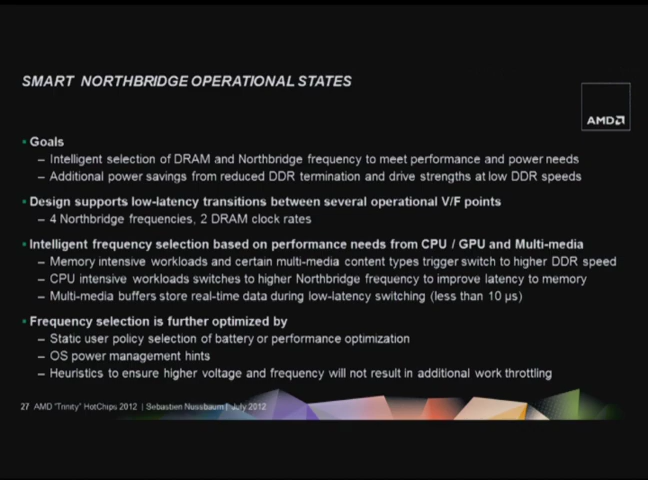 SMART NORTHBRIDGE OPERATIONAL STATES
AMD
Goals
– Intelligent selection of DRAM and Northbridge frequency to meet performance and power needs
– Additional power savings from reduced DDR termination and drive strengths at low DDR speeds
Design supports low-latency transitions between several operational V/F points
– 4 Northbridge frequencies, 2 DRAM clock rates
Intelligent frequency selection based on performance needs from CPU / GPU and Multi-media
– Memory intensive workloads and certain multi-media content types trigger switch to higher DDR speed
– CPU intensive workloads switches to higher Northbridge frequency to improve latency to memory
– Multi-media buffers store real-time data during low-latency switching (less than 10 µs)
Frequency selection is further optimized by
– Static user policy selection of battery or performance optimization
– OS power management hints
– Heuristics to ensure higher voltage and frequency will not result in additional work throttling
27 AMD "Trinity" HotChips 2012 | Sebastien Nussbaum | July 2012